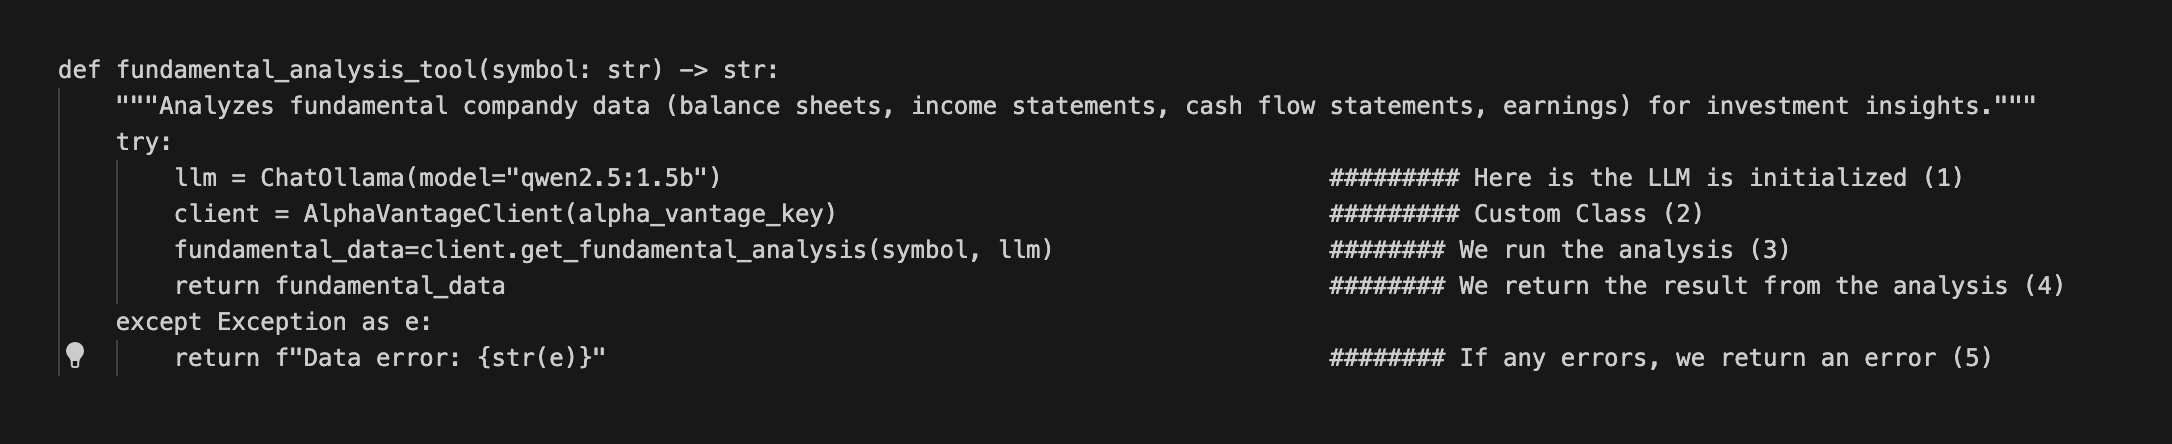 def fundamental_analysis_tool(symbol: str) -> str:
    """Analyzes fundamental compandy data (balance sheets, income statements, cash flow statements, earnings) for investment insights."""
    try:
        llm = ChatOllama(model="qwen2.5:1.5b")                                          ######### Here is the LLM is initialized (1)
        client = AlphaVantageClient(alpha_vantage_key)                                  ######### Custom Class (2)
        fundamental_data=client.get_fundamental_analysis(symbol, llm)                   ######## We run the analysis (3)
        return fundamental_data                                                         ######## We return the result from the analysis (4)
    except Exception as e:
        return f"Data error: {str(e)}"                                                  ######## If any errors, we return an error (5)